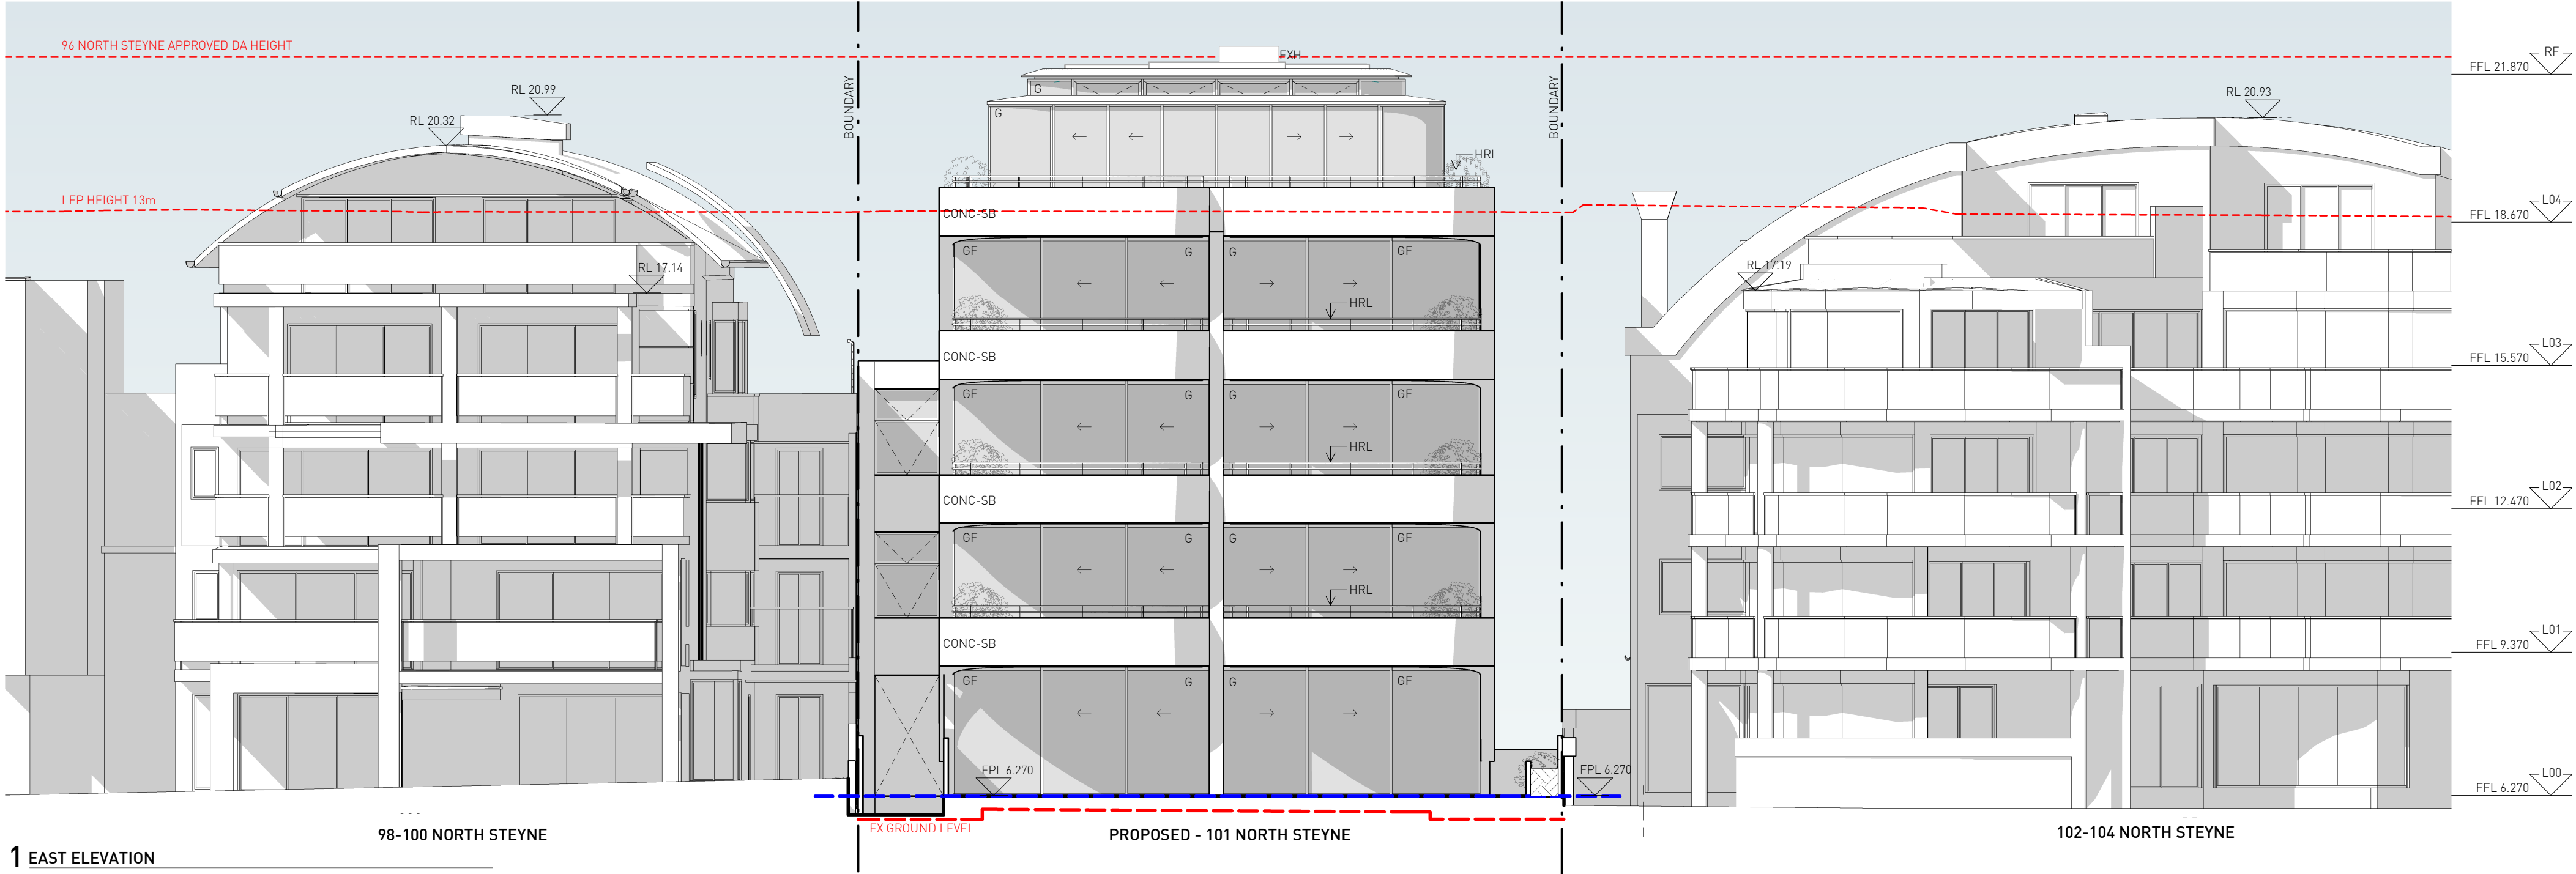 96 NORTH STEYNE APPROVED DA HEIGHT
EXH
RF
FFL 21.870
BOUNDARY
BOUNDARY
G
RL 20.99
RL 20.93
G
RL 20.32
HRL
LEP HEIGHT 13m
L04
FFL 18.670
CONC-SB
GF
G
G
GF
RL 17.14
RL 17.19
HRL
L03
FFL 15.570
CONC-SB
GF
G
G
GF
HRL
L02
FFL 12.470
CONC-SB
GF
G
G
GF
HRL
L01
FFL 9.370
CONC-SB
GF
G
G
GF
FPL 6.270
FPL 6.270
L00
FFL 6.270
EX GROUND LEVEL
98-100 NORTH STEYNE
PROPOSED - 101 NORTH STEYNE
102-104 NORTH STEYNE
1 EAST ELEVATION